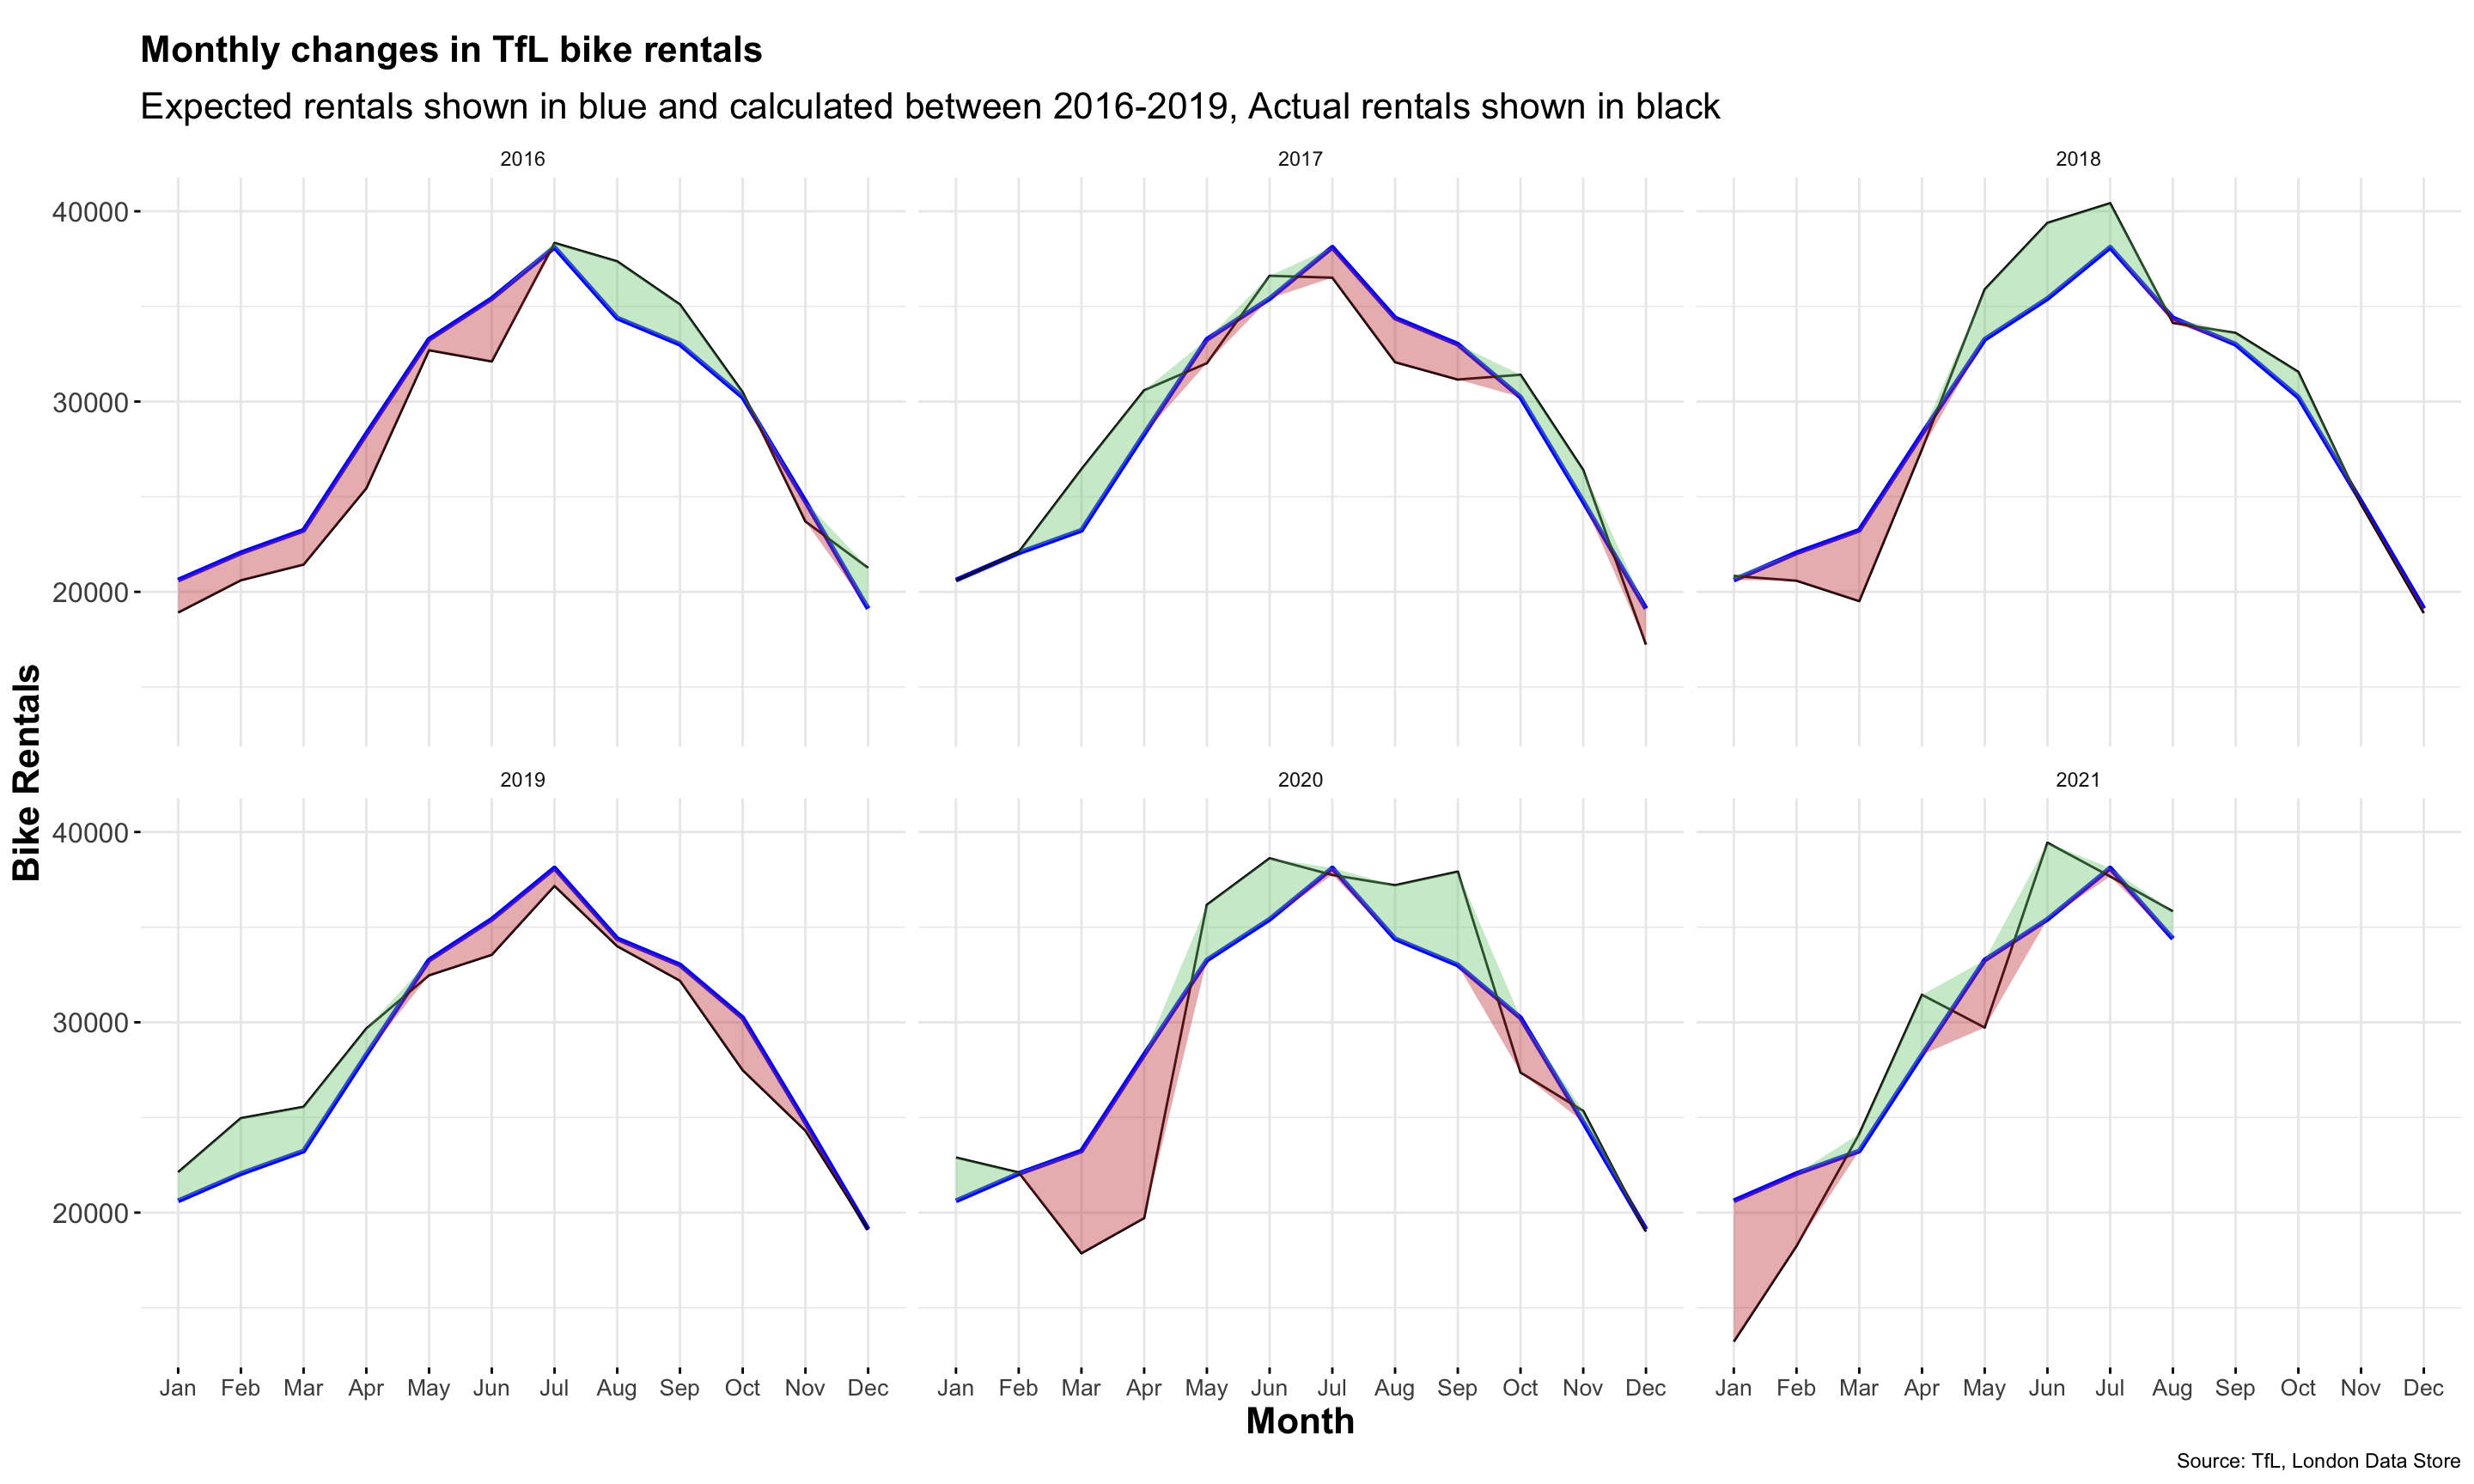 Monthly changes in TfL bike rentals
Expected rentals shown in blue and calculated between 2016-2019, Actual rentals shown in black
2016 2017 2018
40000
30000
20000
Bike Rentals
2019 2020 2021
40000
30000
20000
Jan Feb Mar Apr May Jun Jul Aug Sep Oct Nov Dec Jan Feb Mar Apr May Jun Jul Aug Sep Oct Nov Dec Jan Feb Mar Apr May Jun Jul Aug Sep Oct Nov Dec
Month
Source: TfL, London Data Store